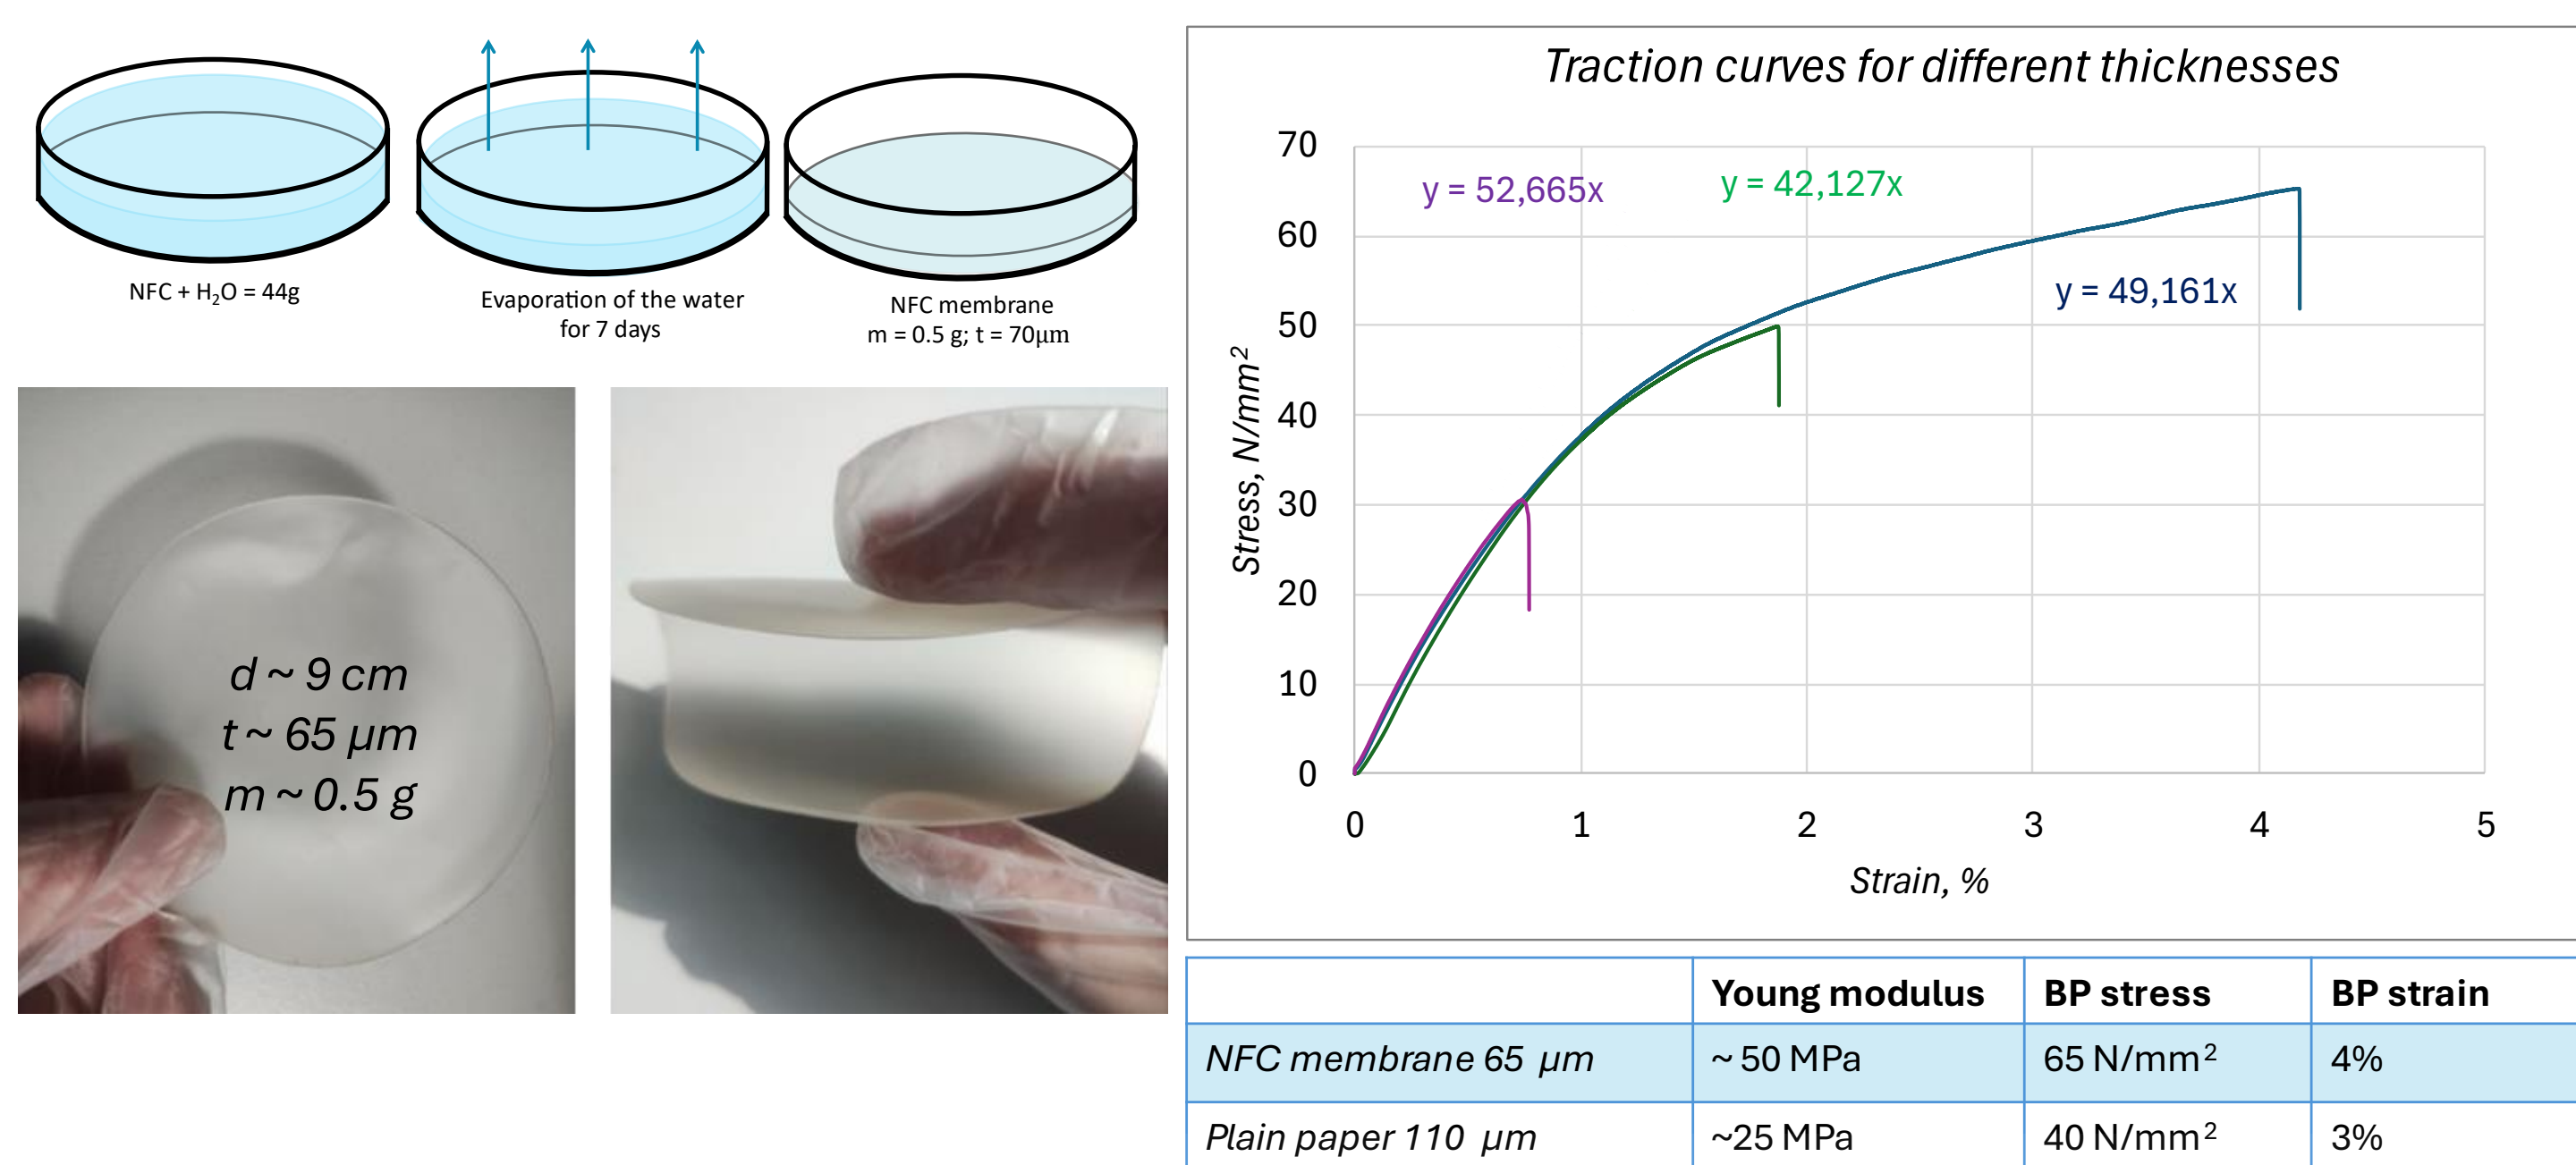 NFC + H₂O = 44g
Evaporation of the water
for 7 days
NFC membrane
m = 0.5 g; t = 70μm
d ~ 9 cm
t ~ 65 μm
m ~ 0.5 g
Traction curves for different thicknesses
y = 52,665x
y = 42,127x
y = 49,161x
Stress, N/mm²
70
60
50
40
30
20
10
0
0 1 2 3 4 5
Strain, %
Young modulus BP stress BP strain
NFC membrane 65 μm ~ 50 MPa 65 N/mm² 4%
Plain paper 110 μm ~25 MPa 40 N/mm² 3%